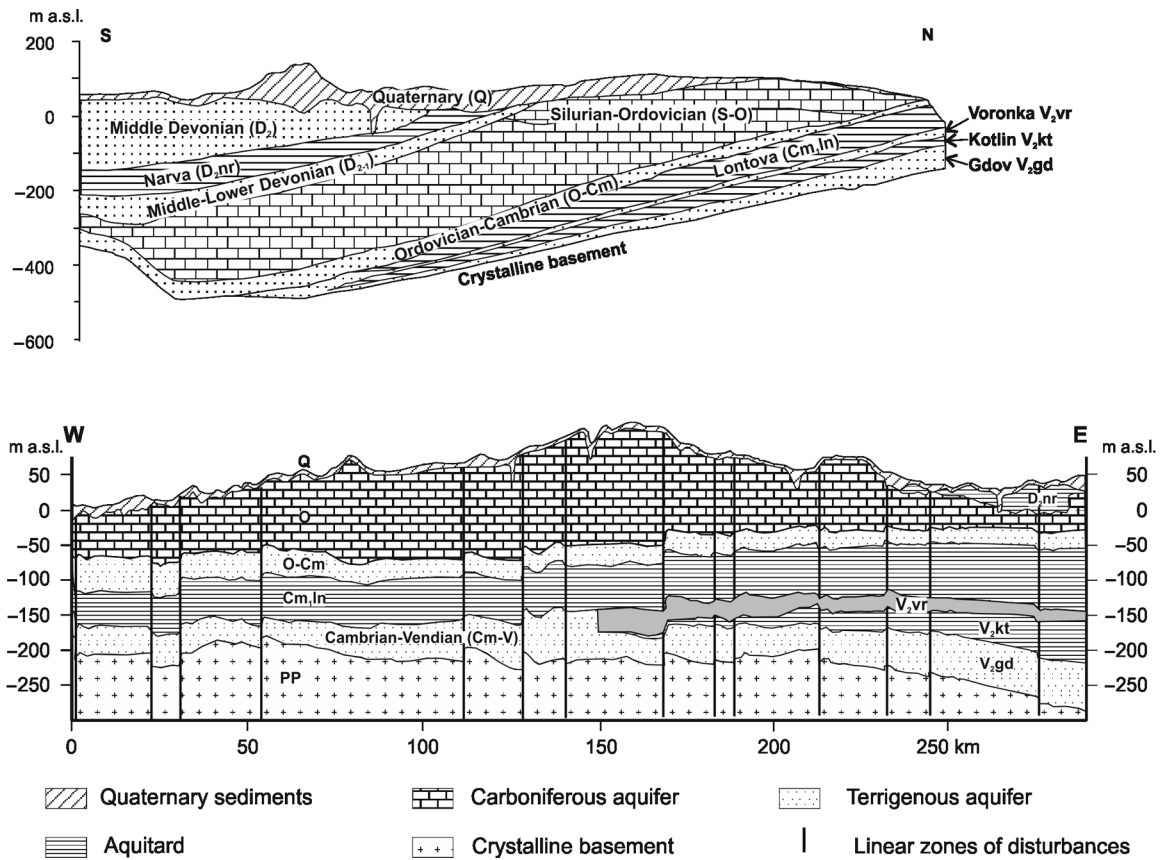 m a.s.l.
S
N
200
0
–200
–400
–600
Quaternary (Q)
Middle Devonian (D₂)
Silurian-Ordovician (S-O)
Voronka V₂vr
Kotlin V₂kt
Gdov V₂gd
Narva (D₂nr)
Middle-Lower Devonian (D₂₋₁)
Lontova (Cm₁ln)
Ordovician-Cambrian (O-Cm)
Crystalline basement
W
E
m a.s.l.
m a.s.l.
50
0
–50
–100
–150
–200
–250
50
0
–50
–100
–150
–200
–250
Q
D₂nr
O
O-Cm
Cm₁ln
V₂vr
Cambrian-Vendian (Cm-V)
V₂kt
V₂gd
PP
0
50
100
150
200
250 km
Quaternary sediments
Carboniferous aquifer
Terrigenous aquifer
Aquitard
Crystalline basement
Linear zones of disturbances